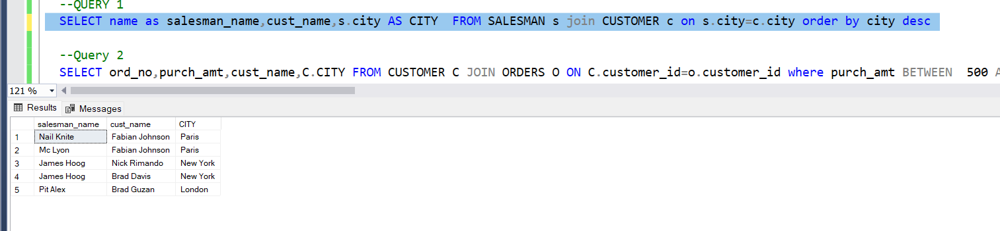 --QUERY 1
SELECT name as salesman_name,cust_name,s.city AS CITY  FROM SALESMAN s join CUSTOMER c on s.city=c.city order by city desc
--Query 2
SELECT ord_no,purch_amt,cust_name,C.CITY FROM CUSTOMER C JOIN ORDERS O ON C.customer_id=o.customer_id where purch_amt BETWEEN  500 A
121 %
Results Messages
salesman_name cust_name CITY
1 Nail Knite Fabian Johnson Paris
2 Mc Lyon Fabian Johnson Paris
3 James Hoog Nick Rimando New York
4 James Hoog Brad Davis New York
5 Pit Alex Brad Guzan London